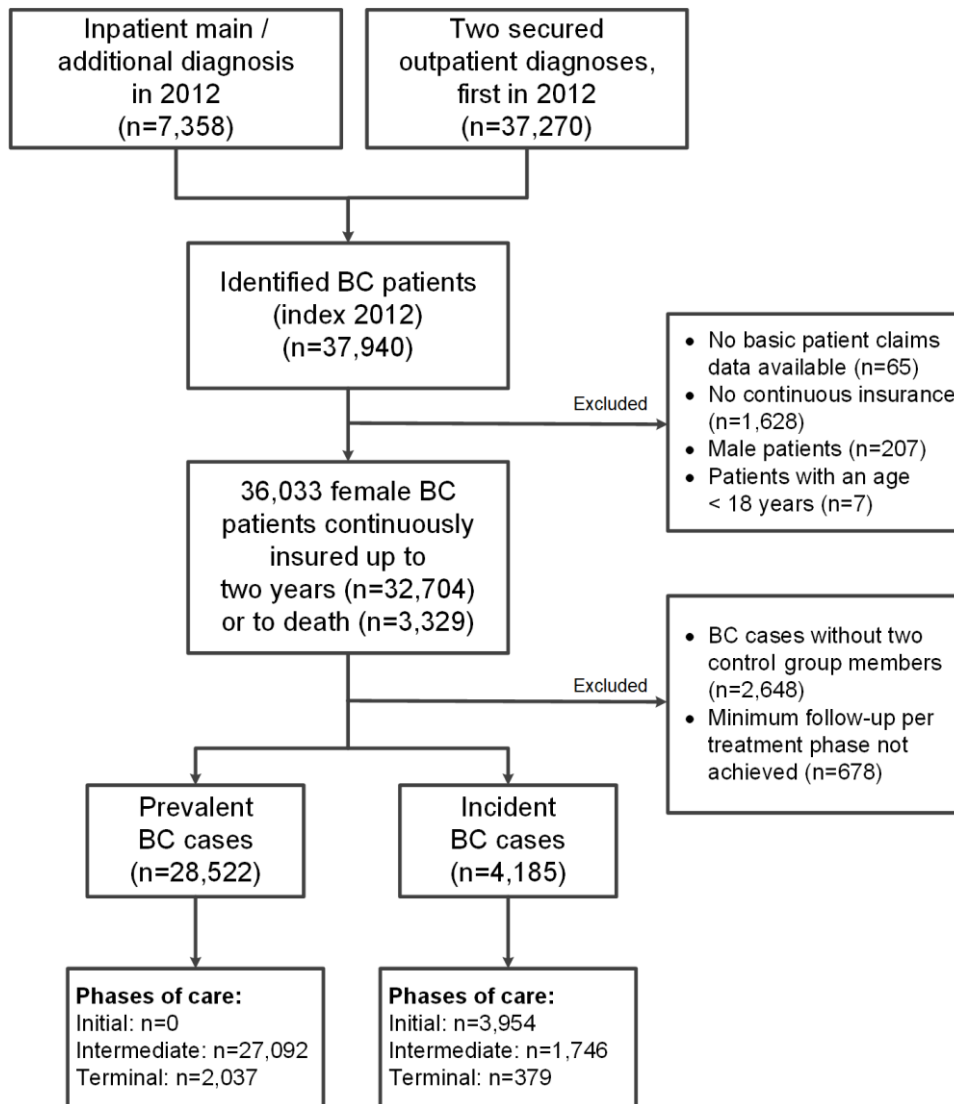 Inpatient main /
additional diagnosis
in 2012
(n=7,358)
Two secured
outpatient diagnoses,
first in 2012
(n=37,270)
Identified BC patients
(index 2012)
(n=37,940)
Excluded
• No basic patient claims
data available (n=65)
• No continuous insurance
(n=1,628)
• Male patients (n=207)
• Patients with an age
< 18 years (n=7)
36,033 female BC
patients continuously
insured up to
two years (n=32,704)
or to death (n=3,329)
Excluded
• BC cases without two
control group members
(n=2,648)
• Minimum follow-up per
treatment phase not
achieved (n=678)
Prevalent
BC cases
(n=28,522)
Incident
BC cases
(n=4,185)
Phases of care:
Initial: n=0
Intermediate: n=27,092
Terminal: n=2,037
Phases of care:
Initial: n=3,954
Intermediate: n=1,746
Terminal: n=379